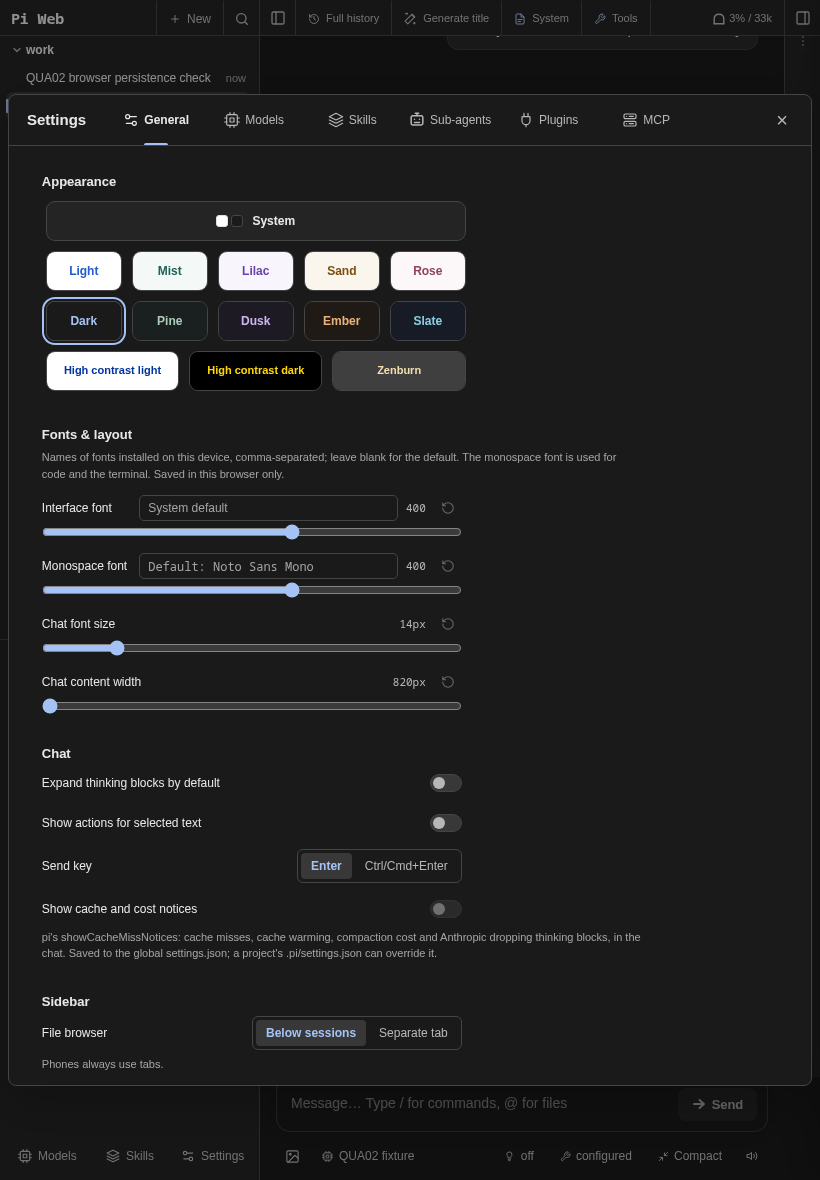 Pi Web
New
Full history
Generate title
System
Tools
3% / 33k
work
QUA02 browser persistence check now
Settings
General
Models
Skills
Sub-agents
Plugins
MCP
Appearance
System
Light
Mist
Lilac
Sand
Rose
Dark
Pine
Dusk
Ember
Slate
High contrast light
High contrast dark
Zenburn
Fonts & layout
Names of fonts installed on this device, comma-separated; leave blank for the default. The monospace font is used for
code and the terminal. Saved in this browser only.
Interface font System default 400
Monospace font Default: Noto Sans Mono 400
Chat font size 14px
Chat content width 820px
Chat
Expand thinking blocks by default
Show actions for selected text
Send key Enter Ctrl/Cmd+Enter
Show cache and cost notices
pi's showCacheMissNotices: cache misses, cache warming, compaction cost and Anthropic dropping thinking blocks, in the
chat. Saved to the global settings.json; a project's .pi/settings.json can override it.
Sidebar
File browser Below sessions Separate tab
Phones always use tabs.
Message… Type / for commands, @ for files
Send
Models
Skills
Settings
QUA02 fixture
off
configured
Compact